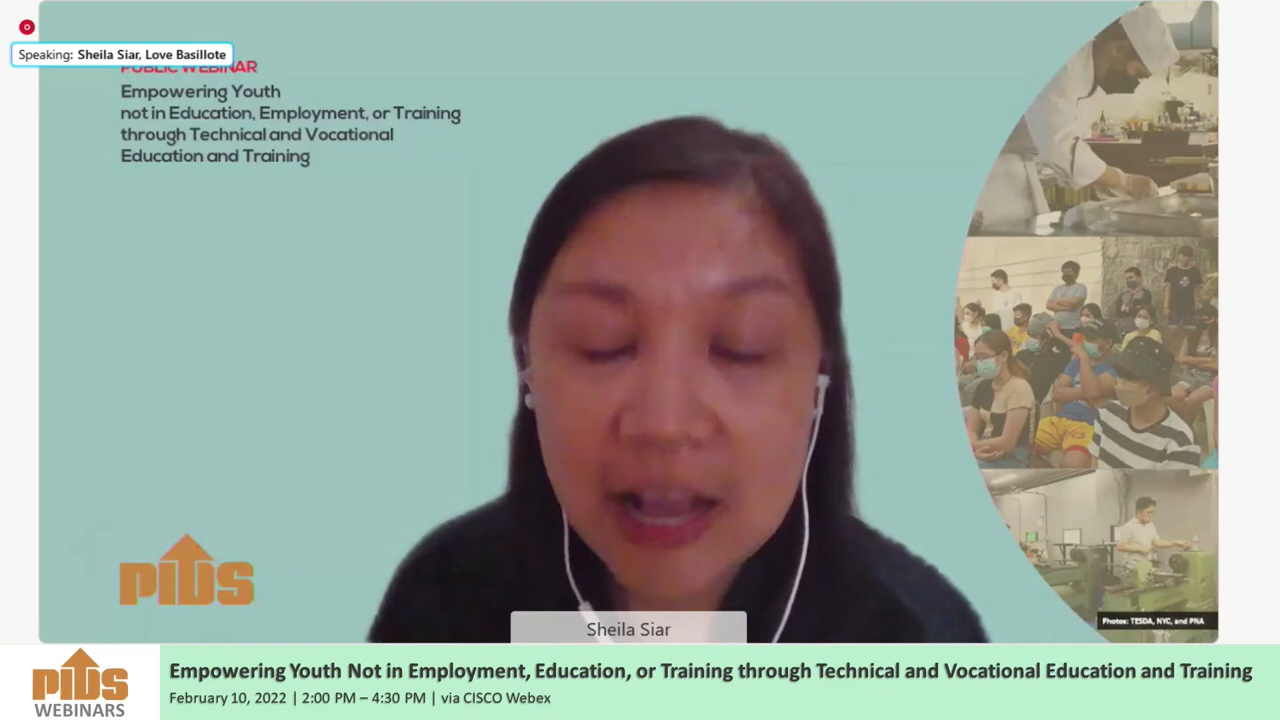 Speaking: Sheila Siar, Love Basillote
PUBLIC WEBINAR
Empowering Youth
not in Education, Employment, or Training
through Technical and Vocational
Education and Training
PIDS
Sheila Siar
Photos: TESDA, NYC, and PNA
PIDS
WEBINARS
Empowering Youth Not in Employment, Education, or Training through Technical and Vocational Education and Training
February 10, 2022 | 2:00 PM – 4:30 PM | via CISCO Webex